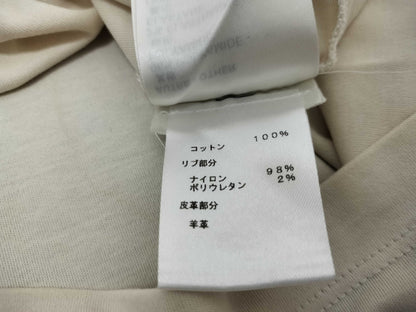 OTHER
コットン 100%
リブ部分
ナイロン 98%
ポリウレタン 2%
皮革部分
羊革